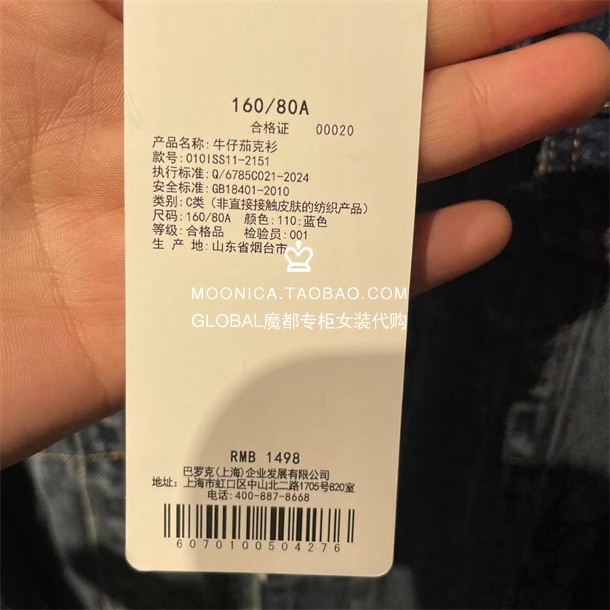 160/80A
合格证 00020
产品名称:牛仔茄克衫
款号:010ISS11-2151
执行标准:Q/6785C021-2024
安全标准:GB18401-2010
类别:C类(非直接接触皮肤的纺织产品)
尺码:160/80A 颜色:110:蓝色
等级:合格品 检验员:001
生 产 地:山东省烟台市
MOONICA.TAOBAO.COM
GLOBAL魔都专柜女装代购
RMB 1498
巴罗克(上海)企业发展有限公司
地址:上海市虹口区中山北二路1705号820室
电话:400-887-8668
6070100504276